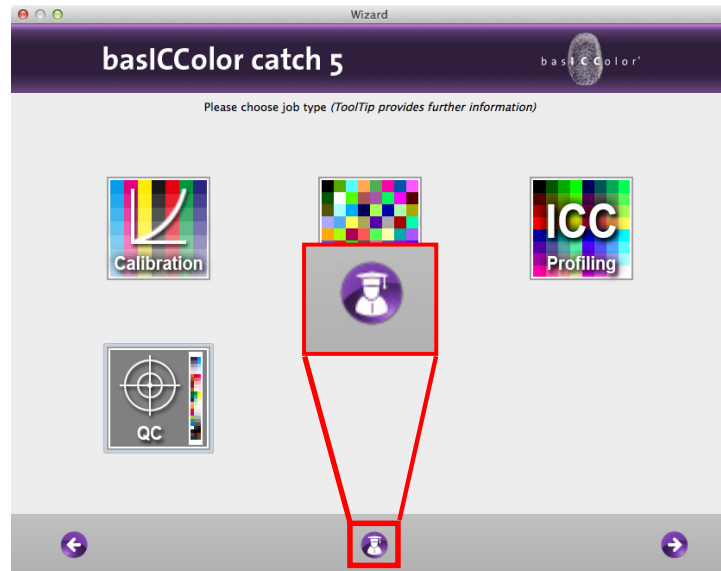 Wizard
basICColor catch 5
basICColor
Please choose job type (ToolTip provides further information)
Calibration
ICC
Profiling
QC